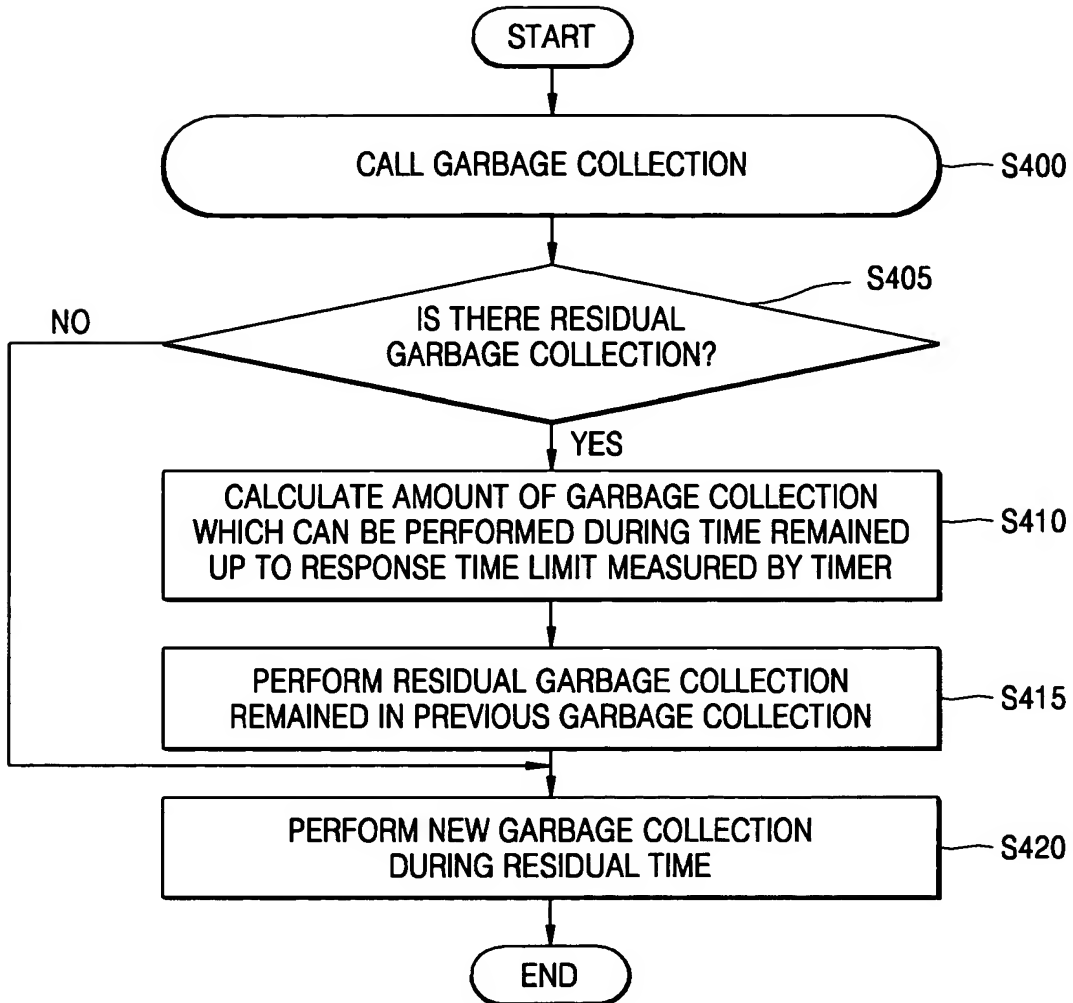 START
CALL GARBAGE COLLECTION
S400
S405
IS THERE RESIDUAL
GARBAGE COLLECTION?
NO
YES
CALCULATE AMOUNT OF GARBAGE COLLECTION
WHICH CAN BE PERFORMED DURING TIME REMAINED
UP TO RESPONSE TIME LIMIT MEASURED BY TIMER
S410
PERFORM RESIDUAL GARBAGE COLLECTION
REMAINED IN PREVIOUS GARBAGE COLLECTION
S415
PERFORM NEW GARBAGE COLLECTION
DURING RESIDUAL TIME
S420
END